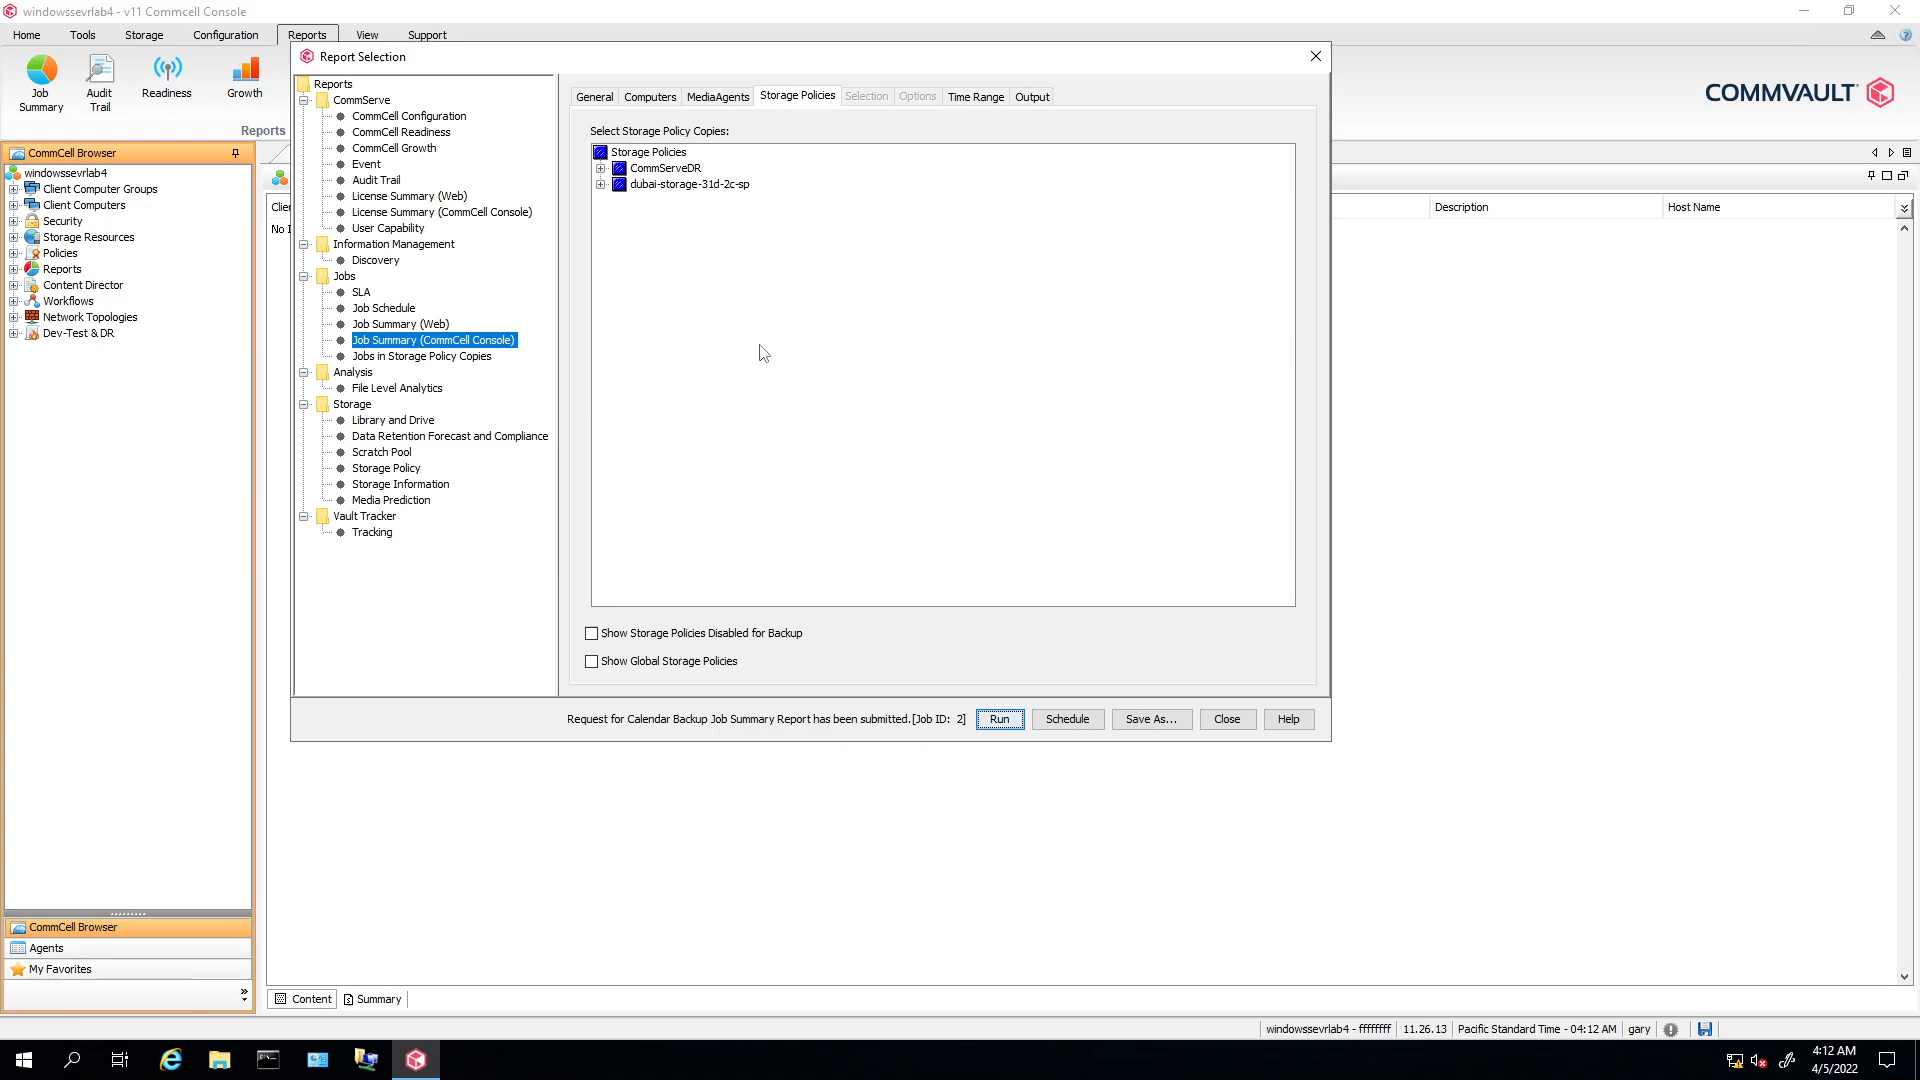 windowssevrlab4 - v11 Commcell Console
Home Tools Storage Configuration Reports View Support
Job Summary
Audit Trail
Readiness
Growth
Reports
COMMVAULT
Report Selection
Reports
CommServe
CommCell Configuration
CommCell Readiness
CommCell Growth
Event
Audit Trail
License Summary (Web)
License Summary (CommCell Console)
User Capability
Information Management
Discovery
Jobs
SLA
Job Schedule
Job Summary (Web)
Job Summary (CommCell Console)
Jobs in Storage Policy Copies
Analysis
File Level Analytics
Storage
Library and Drive
Data Retention Forecast and Compliance
Scratch Pool
Storage Policy
Storage Information
Media Prediction
Vault Tracker
Tracking
General Computers MediaAgents Storage Policies Selection Options Time Range Output
Select Storage Policy Copies:
Storage Policies
CommServeDR
dubai-storage-31d-2c-sp
Show Storage Policies Disabled for Backup
Show Global Storage Policies
Request for Calendar Backup Job Summary Report has been submitted.[Job ID: 2] Run Schedule Save As... Close Help
CommCell Browser
windowssevrlab4
Client Computer Groups
Client Computers
Security
Storage Resources
Policies
Reports
Content Director
Workflows
Network Topologies
Dev-Test & DR
CommCell Browser
Agents
My Favorites
Clier
No I
Description Host Name
Content Summary
windowssevrlab4 - ffffffff 11.26.13 Pacific Standard Time - 04:12 AM gary
4:12 AM
4/5/2022